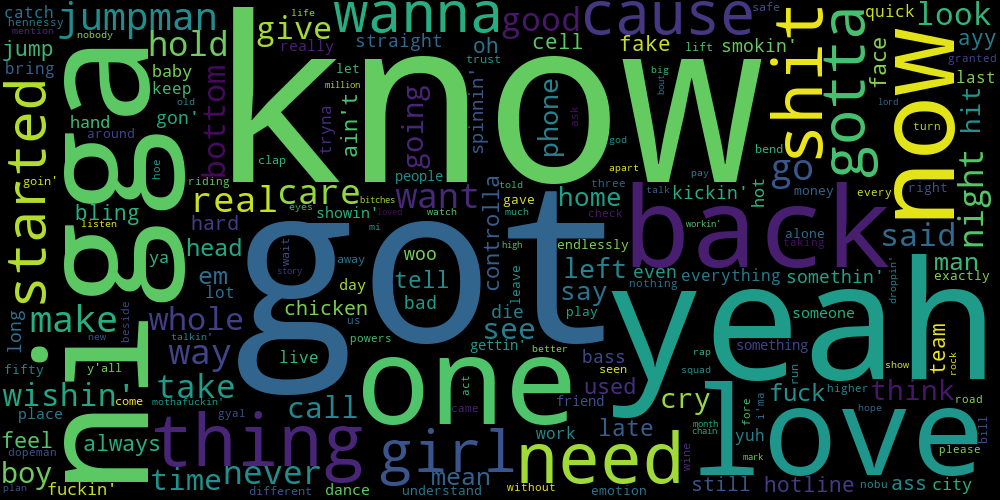 catch
hennessy
jumpman
life
nobody
mention
jump
bring
hold
give
really
wanna
straight
oh
good
cell
cause
fake
smokin'
lift
safe
quick
look
ayy
granted
last
hit
face
gotta
shit
now
know
nigga
started
baby
keep
gon'
hand
around
old
bottom
let
million
tryna
ain't
going
spinnin'
phone
ask
god
big
bout
lord
turn
clap
hoe
ya
bling
listen
goin'
riding
real
care
people
bitches
want
told
gave
three
apart
home
pay
kickin'
bend
hot
go
money
every
right
night
hard
eyes
showin'
loved
mi
watch
controlla
much
check
talk
workin'
back
alone
taking
said
man
exactly
head
em
lot
wait
story
got
away
woo
tell
bad
high
endlessly
left
even
nothing
everything
somethin'
someone
droppin'
yeah
long
make
whole
beside
chicken
day
us
powers
die
leave
say
play
see
gettin'
better
team
new
fifty
y'all
way
talkin'
live
one
act
came
bass
seen
used
friend
something
rap
squad
run
show
rock
wishin'
come
mothafuckin'
take
place
gyal
call
girl
cry
late
work
need
yuh
month
chain
fore
i'ma
mark
fuck
higher
hope
think
road
bill
please
love
feel
dopeman
boy
plan
fuckin'
always
time
thing
never
different
dance
mean
understand
without
emotion
wine
still
hotline
nobu
ass
city